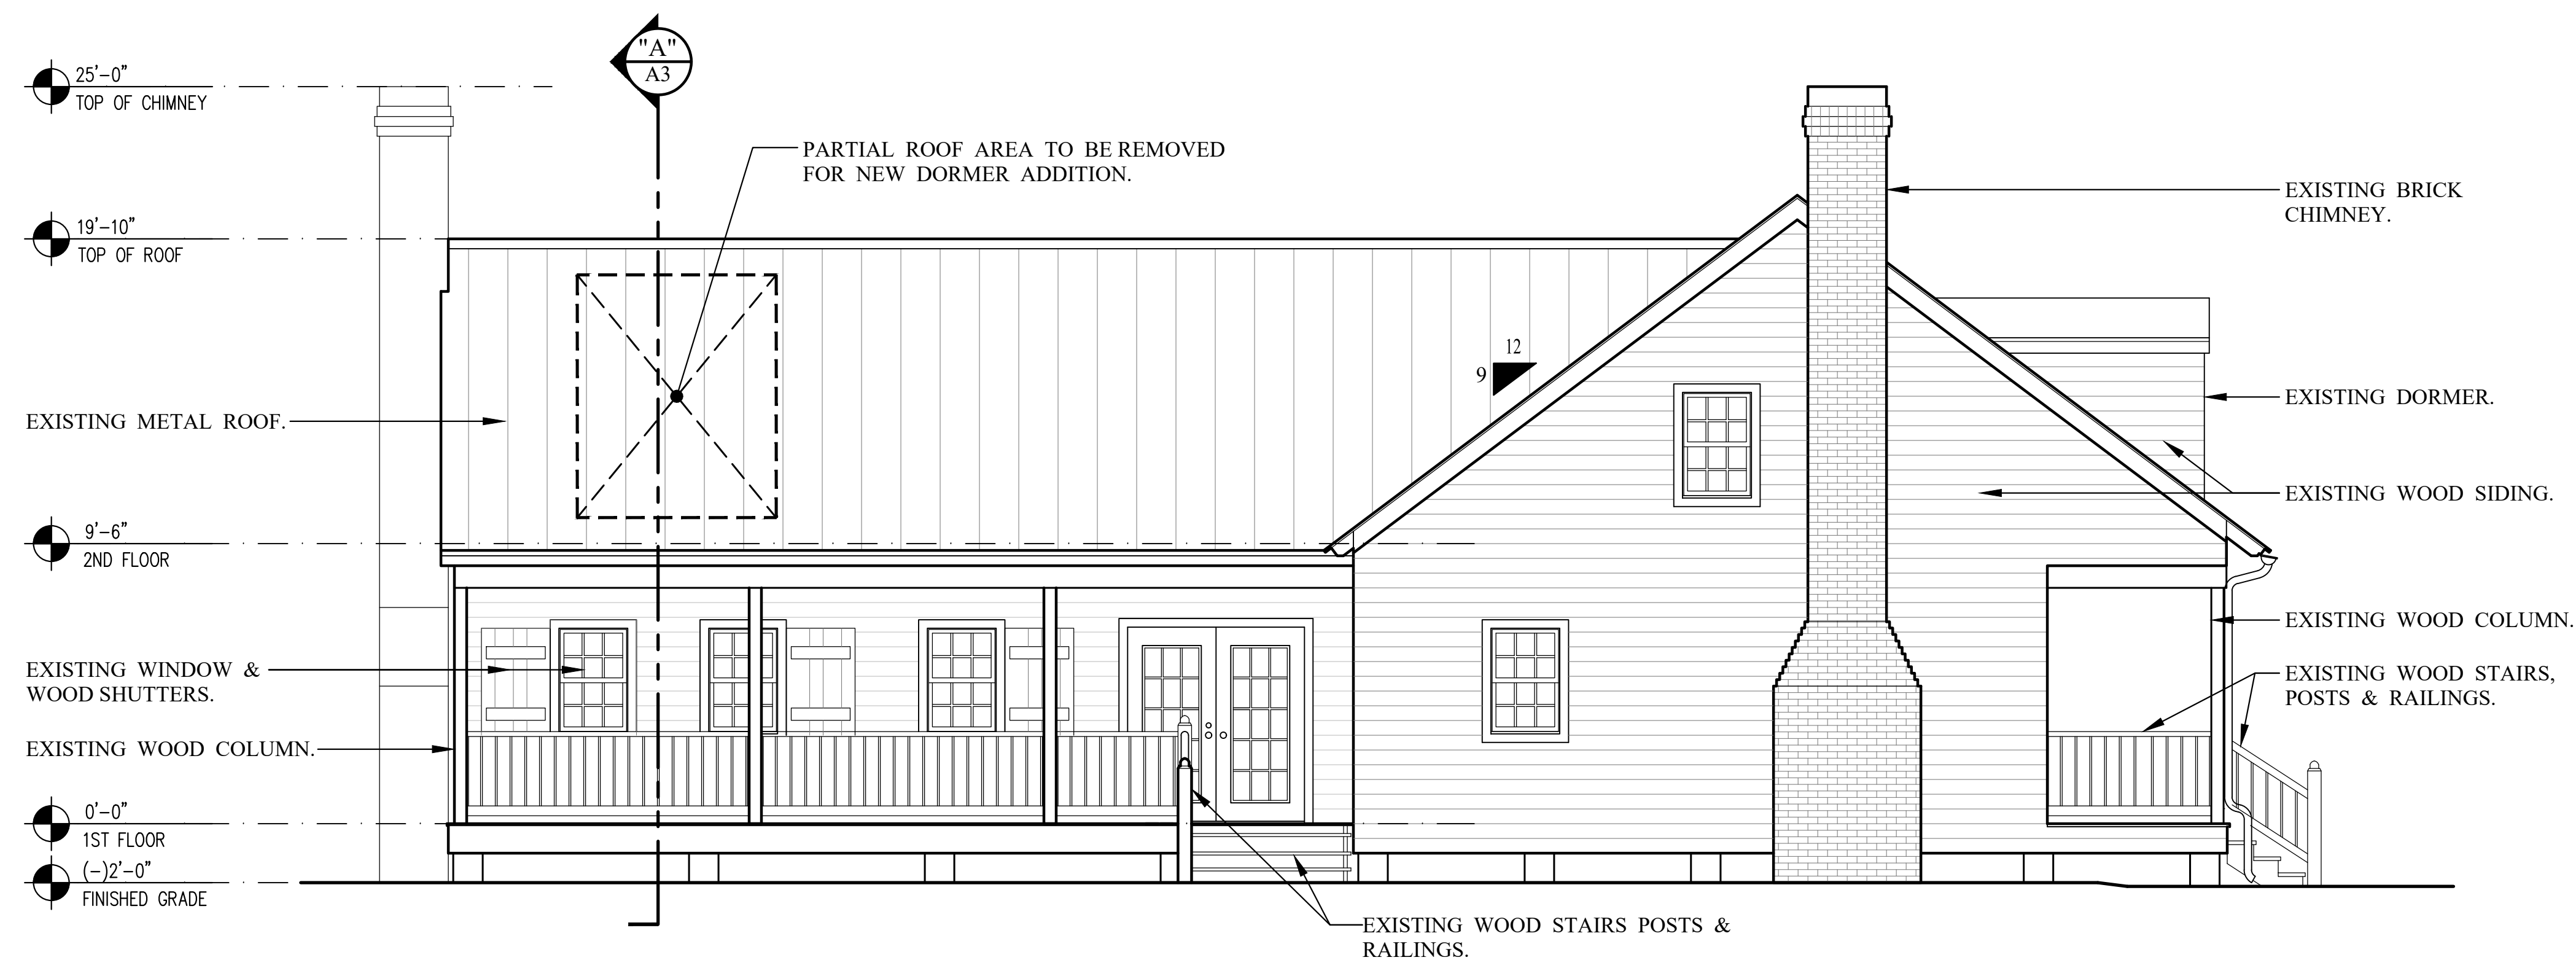 "A"
A3
25'-0"
TOP OF CHIMNEY
PARTIAL ROOF AREA TO BE REMOVED
FOR NEW DORMER ADDITION.
EXISTING BRICK
CHIMNEY.
19'-10"
TOP OF ROOF
12
9
EXISTING METAL ROOF.
EXISTING DORMER.
EXISTING WOOD SIDING.
9'-6"
2ND FLOOR
EXISTING WOOD COLUMN.
EXISTING WINDOW &
WOOD SHUTTERS.
EXISTING WOOD STAIRS,
POSTS & RAILINGS.
EXISTING WOOD COLUMN.
0'-0"
1ST FLOOR
(-)2'-0"
FINISHED GRADE
EXISTING WOOD STAIRS POSTS &
RAILINGS.